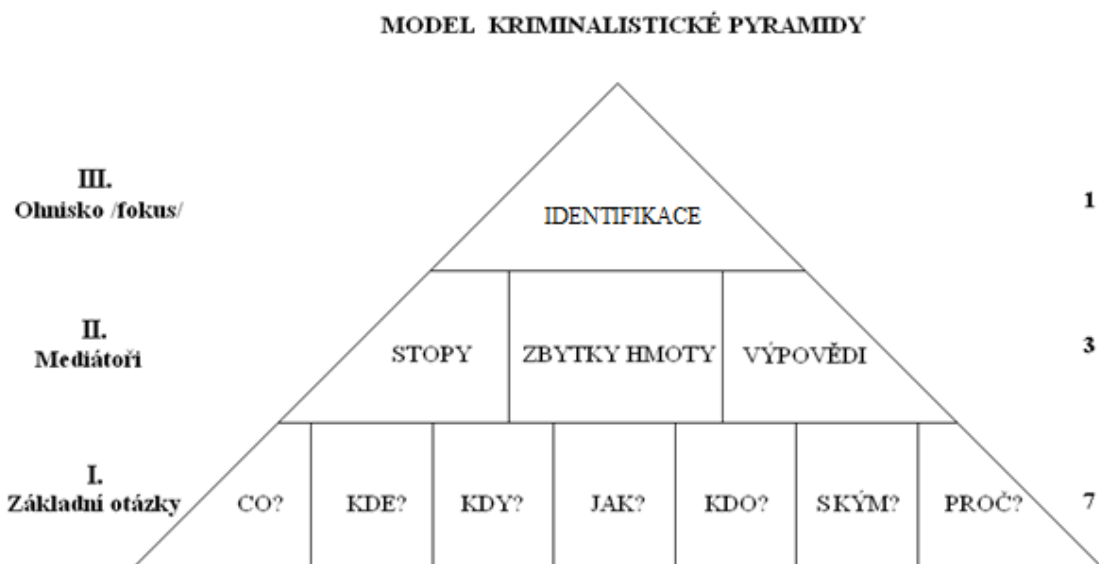 MODEL KRIMINALISTICKÉ PYRAMIDY
III.
Ohnisko /fokus/
IDENTIFIKACE
1
II.
Mediátoři
STOPY
ZBYTKY HMOTY
VÝPOVĚDI
3
I.
Základní otázky
CO?
KDE?
KDY?
JAK?
KDO?
SKÝM?
PROČ?
7